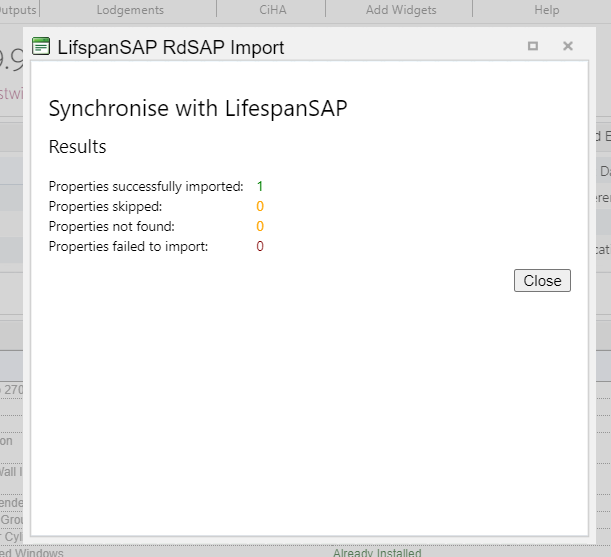 Lodgements CiHA Add Widgets Help
LifspanSAP RdSAP Import
Synchronise with LifespanSAP
Results
Properties successfully imported: 1
Properties skipped: 0
Properties not found: 0
Properties failed to import: 0
Close
Windows Already Installed